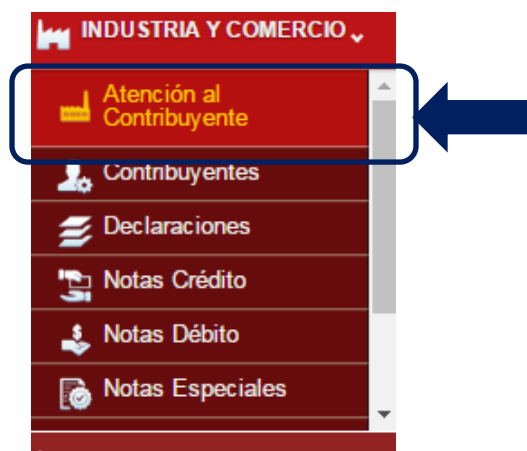 INDUSTRIA Y COMERCIO
Atención al
Contribuyente
Contribuyentes
Declaraciones
Notas Crédito
Notas Débito
Notas Especiales